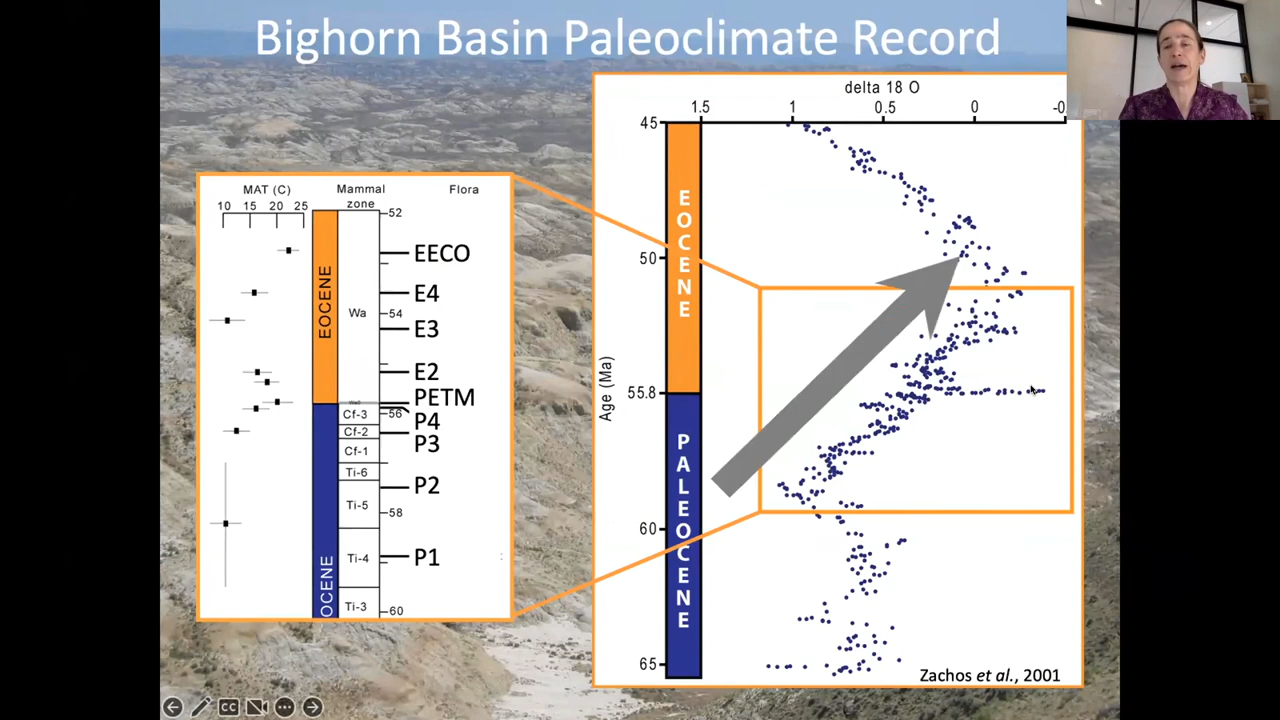 Bighorn Basin Paleoclimate Record
MAT (C)
Mammal zone
Flora
10 15 20 25
52
EECO
E4
54
E3
E2
PETM
56
P4
P3
P2
58
P1
60
EOCENE
OCENE
Wa
Cf-3
Cf-2
Cf-1
Ti-6
Ti-5
Ti-4
Ti-3
delta 18 O
1.5 1 0.5 0 -0
Age (Ma)
45
50
55.8
60
65
EOCENE
PALEOCENE
Zachos et al., 2001
CC